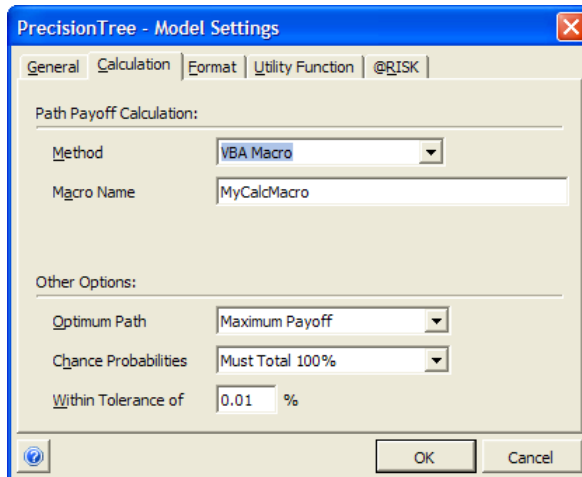 PrecisionTree - Model Settings
General Calculation Format Utility Function @RISK
Path Payoff Calculation:
Method VBA Macro
Macro Name MyCalcMacro
Other Options:
Optimum Path Maximum Payoff
Chance Probabilities Must Total 100%
Within Tolerance of 0.01 %
? OK Cancel